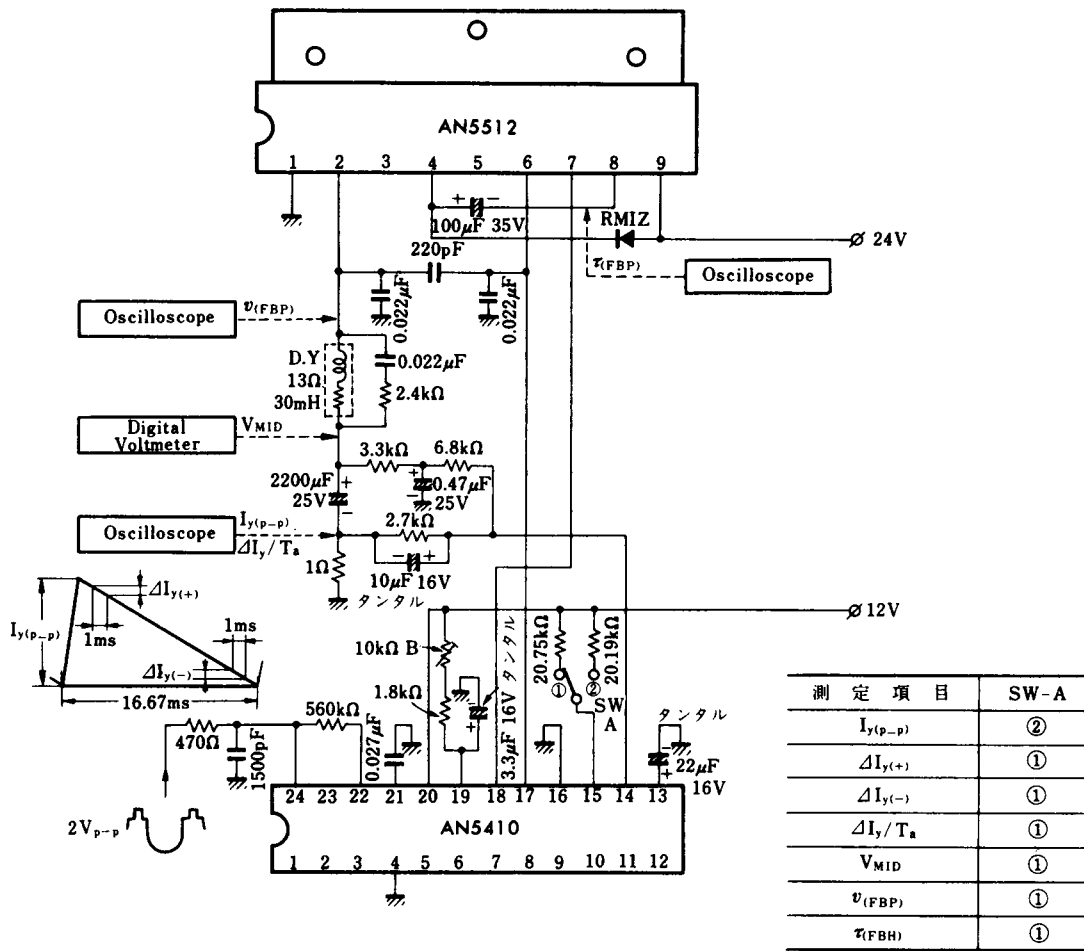 AN5512
1 2 3 4 5 6 7 8 9
+ −
100μF 35V
RMIZ
24V
220pF
τ(FBP)
Oscilloscope
0.022μF
0.022μF
Oscilloscope
v(FBP)
D.Y
13Ω
30mH
0.022μF
2.4kΩ
Digital
Voltmeter
VMID
3.3kΩ
6.8kΩ
2200μF
25V
+
−
+
−
0.47μF
25V
Oscilloscope
Iy(p−p)
ΔIy/Ta
2.7kΩ
− +
10μF 16V
タンタル
1Ω
12V
Iy(p−p)
ΔIy(+)
1ms
1ms
ΔIy(−)
16.67ms
10kΩ B
1.8kΩ
−
+
3.3μF 16V タンタル
20.75kΩ
20.19kΩ
① ②
SW
A
タンタル
−
+
22μF
16V
470Ω
1500pF
560kΩ
0.027μF
2Vp−p
24 23 22 21 20 19 18 17 16 15 14 13
AN5410
1 2 3 4 5 6 7 8 9 10 11 12
測定項目 SW-A
Iy(p−p) ②
ΔIy(+) ①
ΔIy(−) ①
ΔIy/Ta ①
VMID ①
v(FBP) ①
τ(FBH) ①